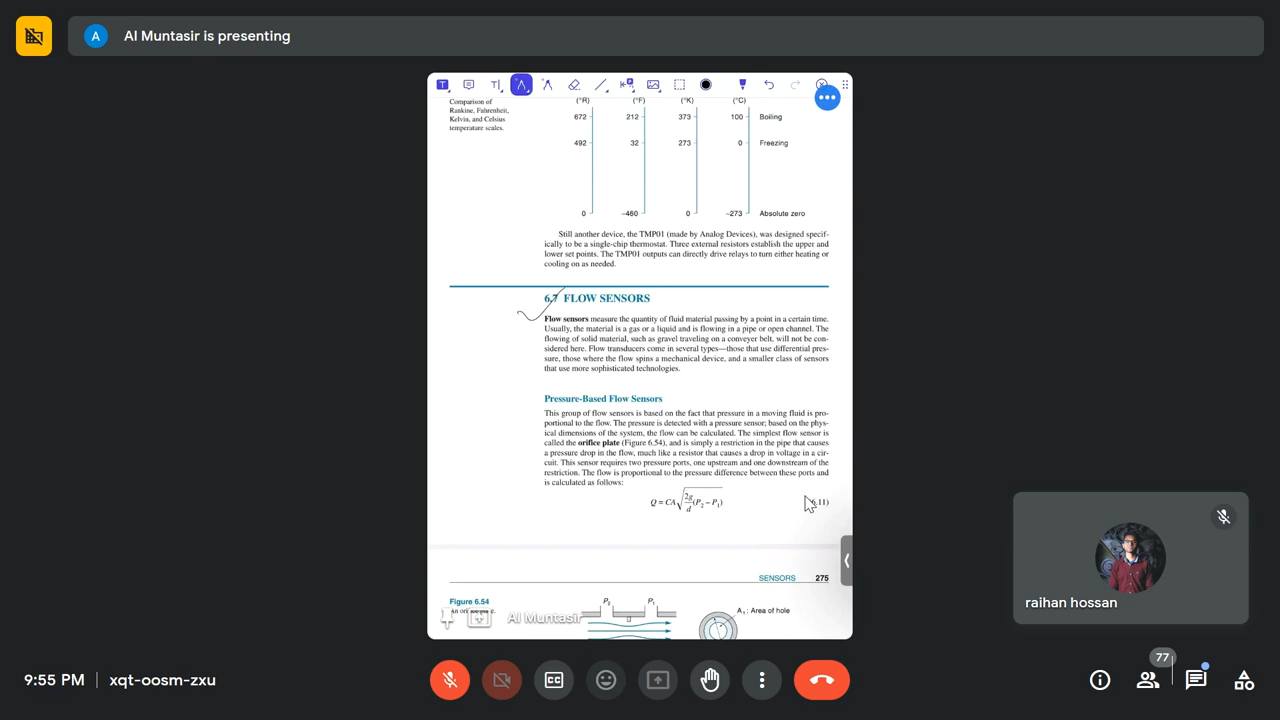 A
Al Muntasir is presenting
Comparison of
Rankine, Fahrenheit,
Kelvin, and Celsius
temperature scales.
(°R) (°F) (°K) (°C)
672 212 373 100 Boiling
492 32 273 0 Freezing
0 −460 0 −273 Absolute zero
Still another device, the TMP01 (made by Analog Devices), was designed specif-
ically to be a single-chip thermostat. Three external resistors establish the upper and
lower set points. The TMP01 outputs can directly drive relays to turn either heating or
cooling on as needed.
6.7 FLOW SENSORS
Flow sensors measure the quantity of fluid material passing by a point in a certain time.
Usually, the material is a gas or a liquid and is flowing in a pipe or open channel. The
flowing of solid material, such as gravel traveling on a conveyer belt, will not be con-
sidered here. Flow transducers come in several types—those that use differential pres-
sure, those where the flow spins a mechanical device, and a smaller class of sensors
that use more sophisticated technologies.
Pressure-Based Flow Sensors
This group of flow sensors is based on the fact that pressure in a moving fluid is pro-
portional to the flow. The pressure is detected with a pressure sensor; based on the phys-
ical dimensions of the system, the flow can be calculated. The simplest flow sensor is
called the orifice plate (Figure 6.54), and is simply a restriction in the pipe that causes
a pressure drop in the flow, much like a resistor that causes a drop in voltage in a cir-
cuit. This sensor requires two pressure ports, one upstream and one downstream of the
restriction. The flow is proportional to the pressure difference between these ports and
is calculated as follows:
Q = CA√(2g/d)(P₂ − P₁) 11)
SENSORS 275
Figure 6.54
P₂ P₁
A₁: Area of hole
Al Muntasir
raihan hossan
9:55 PM | xqt-oosm-zxu
77